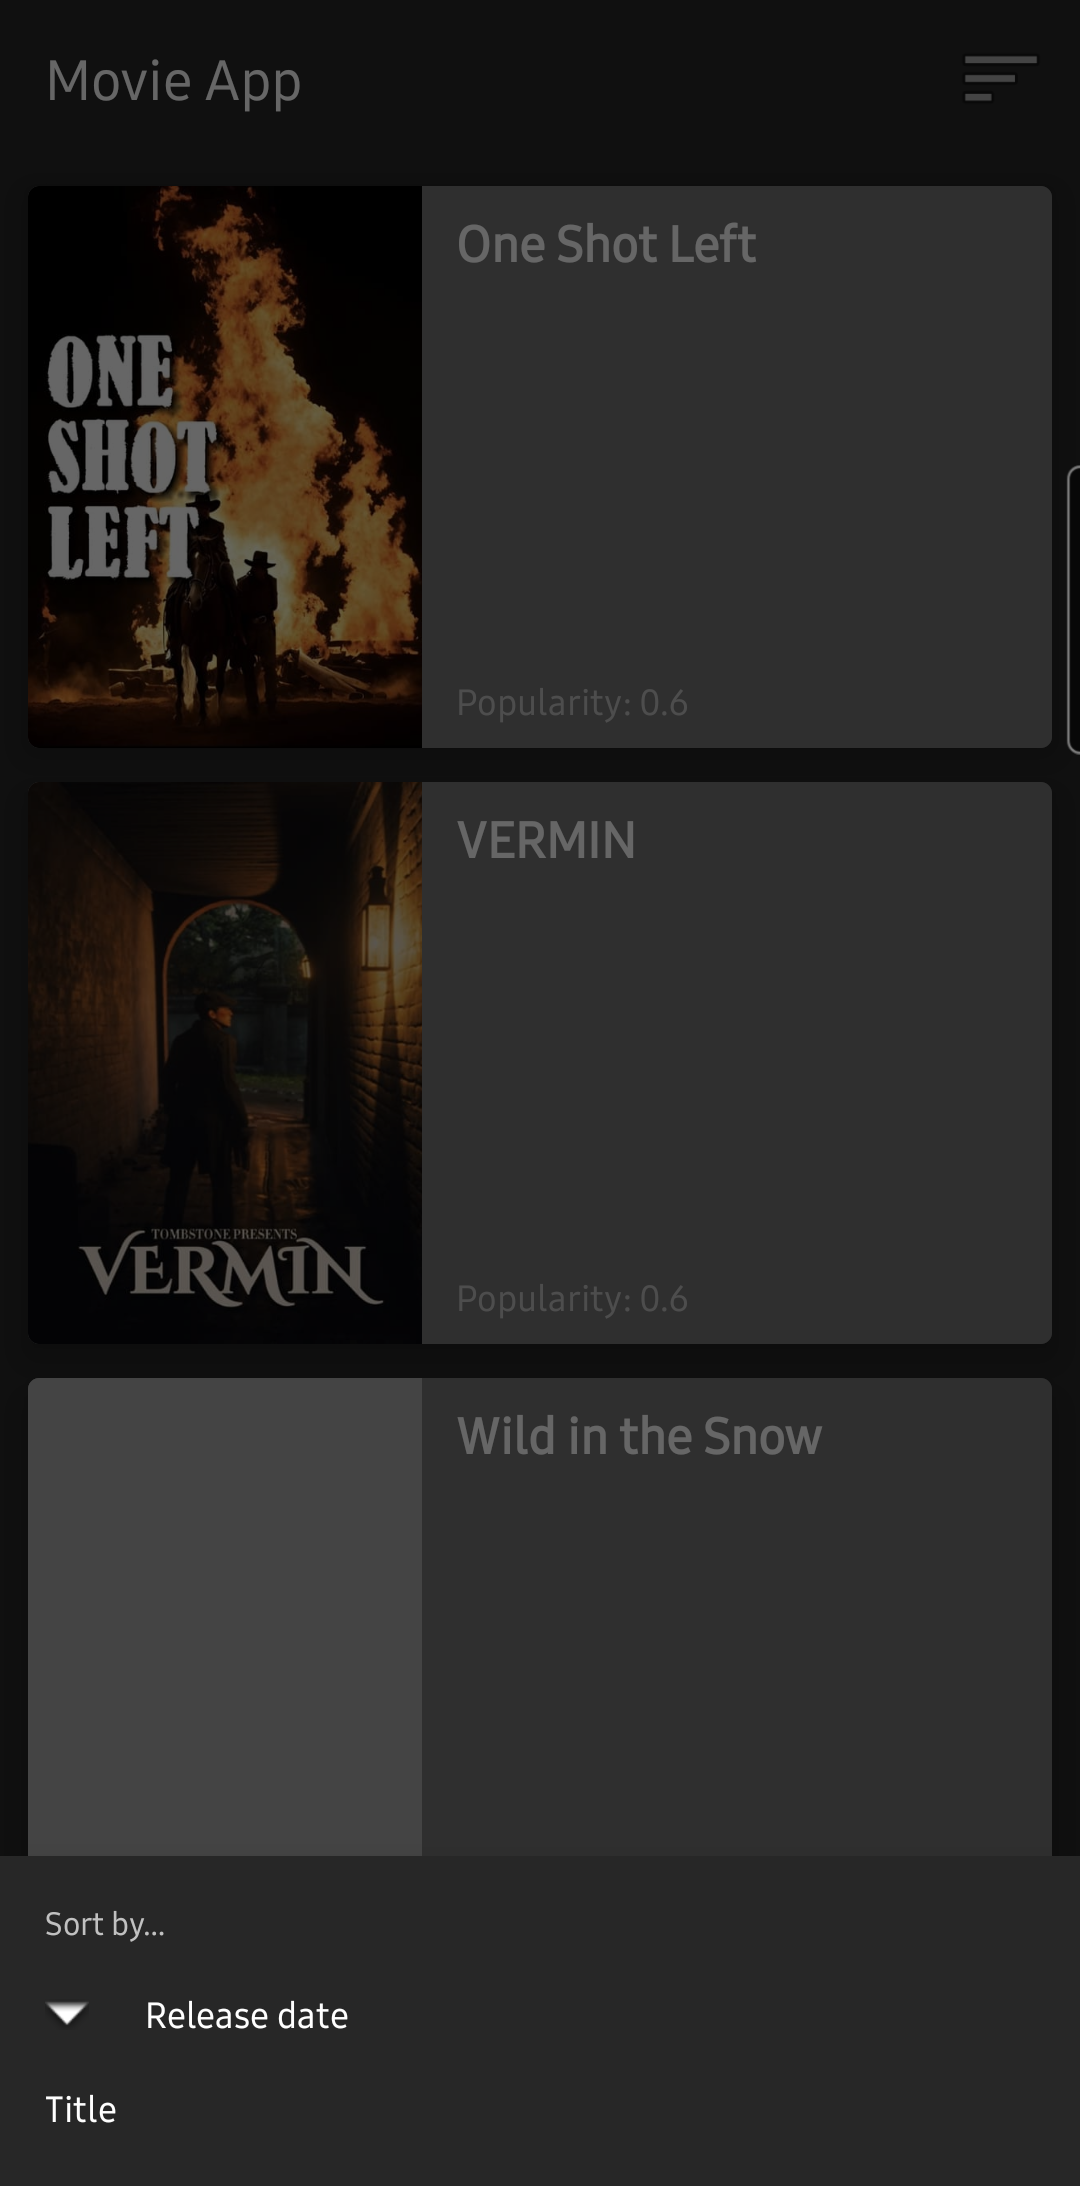 Movie App
ONE
SHOT
LEFT
One Shot Left
Popularity: 0.6
TOMBSTONE PRESENTS
VERMIN
VERMIN
Popularity: 0.6
Wild in the Snow
Sort by...
Release date
Title